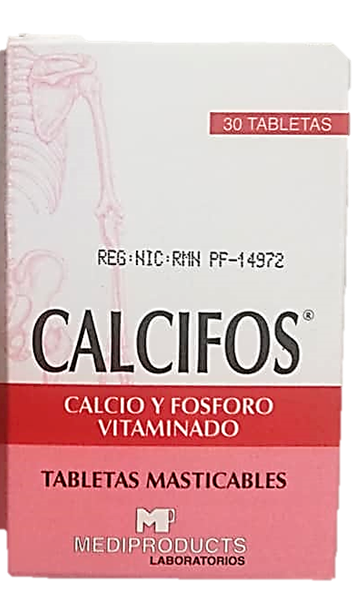 30 TABLETAS
REG:NIC:RMN PF-14972
CALCIFOS®
CALCIO Y FOSFORO
VITAMINADO
TABLETAS MASTICABLES
MP
MEDIPRODUCTS
LABORATORIOS